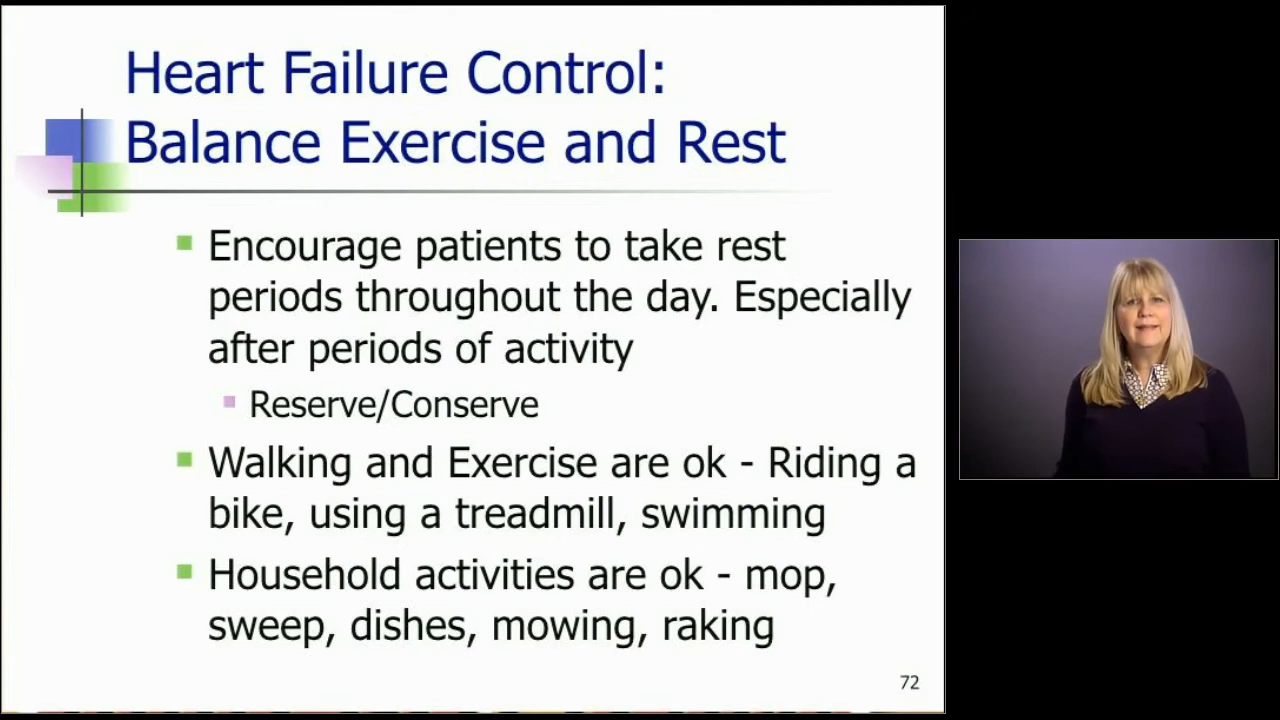 Heart Failure Control:
Balance Exercise and Rest
Encourage patients to take rest
periods throughout the day. Especially
after periods of activity
Reserve/Conserve
Walking and Exercise are ok - Riding a
bike, using a treadmill, swimming
Household activities are ok - mop,
sweep, dishes, mowing, raking
72